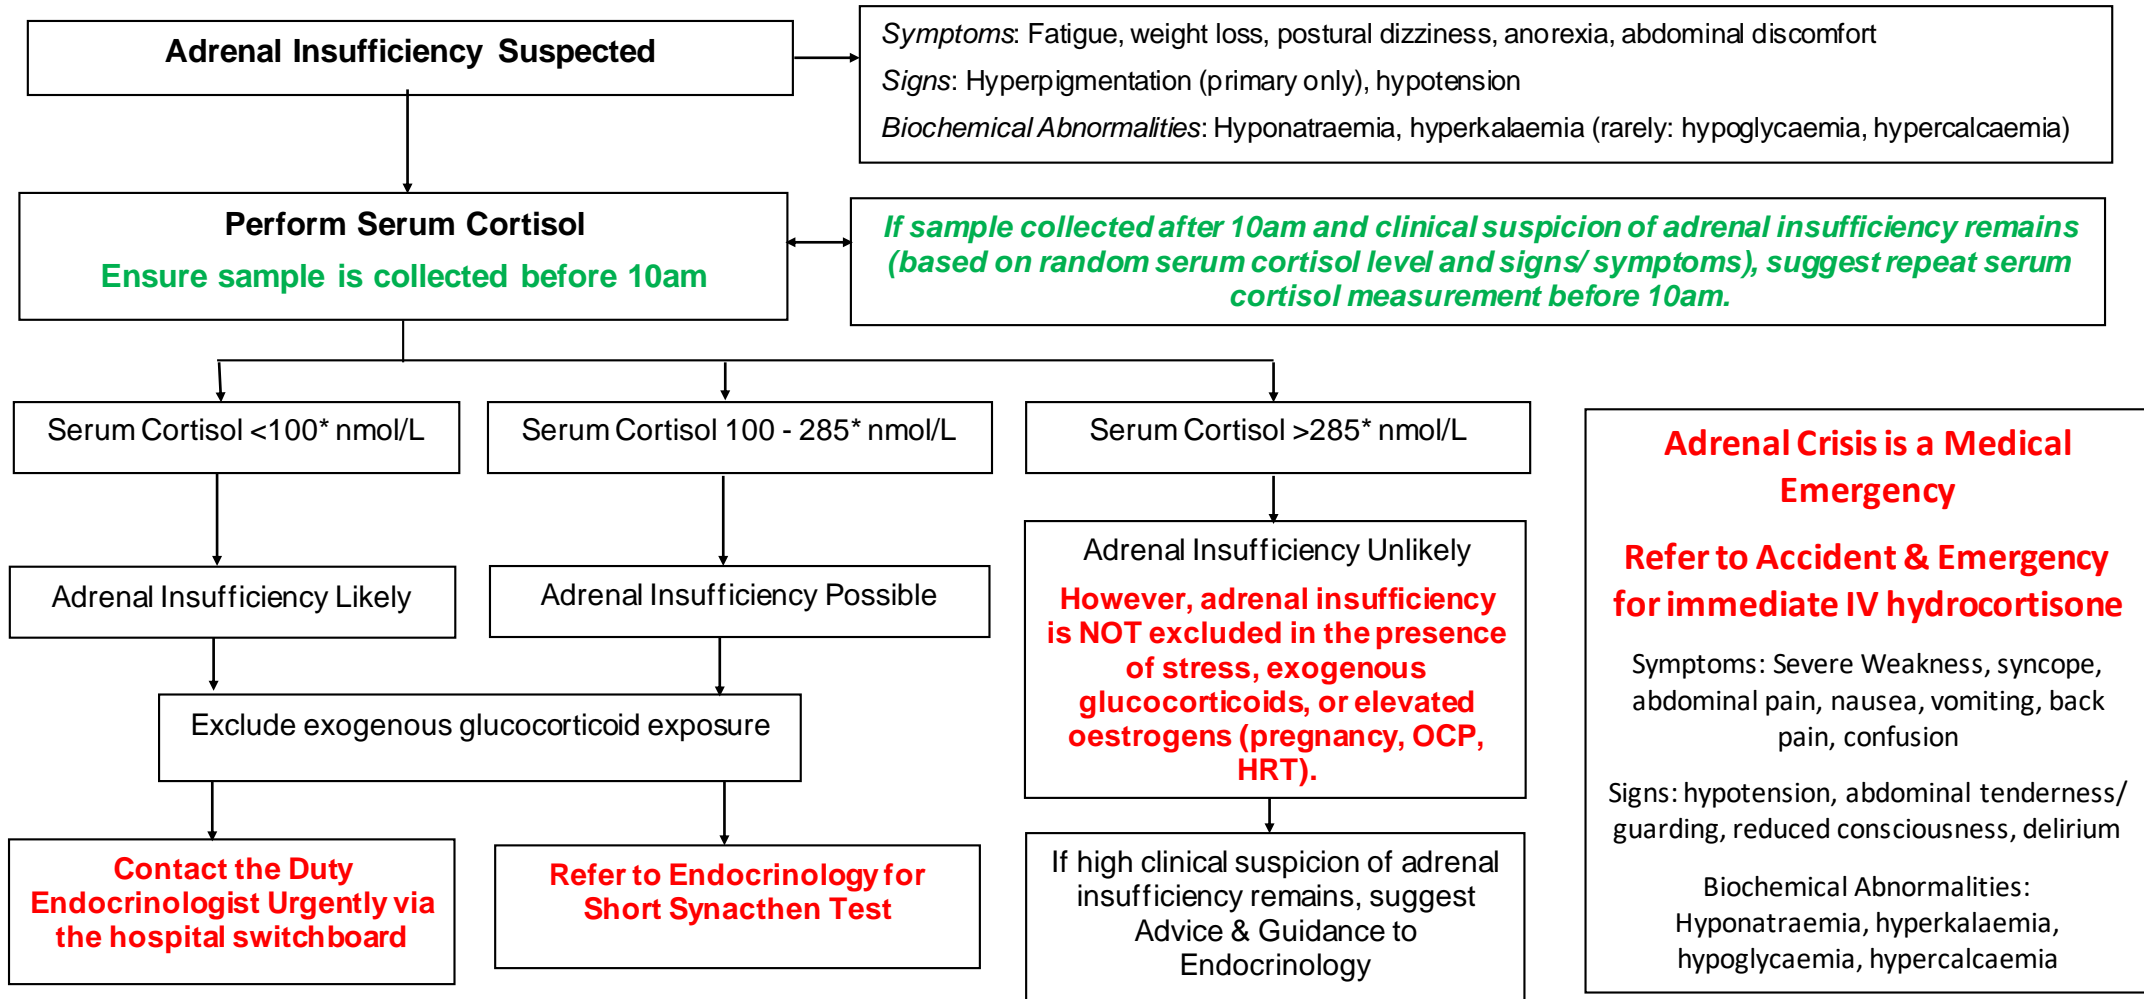 Adrenal Insufficiency Suspected
Symptoms: Fatigue, weight loss, postural dizziness, anorexia, abdominal discomfort
Signs: Hyperpigmentation (primary only), hypotension
Biochemical Abnormalities: Hyponatraemia, hyperkalaemia (rarely: hypoglycaemia, hypercalcaemia)
Perform Serum Cortisol
Ensure sample is collected before 10am
If sample collected after 10am and clinical suspicion of adrenal insufficiency remains
(based on random serum cortisol level and signs/ symptoms), suggest repeat serum
cortisol measurement before 10am.
Serum Cortisol <100* nmol/L
Serum Cortisol 100 - 285* nmol/L
Serum Cortisol >285* nmol/L
Adrenal Insufficiency Likely
Adrenal Insufficiency Possible
Adrenal Insufficiency Unlikely
However, adrenal insufficiency
is NOT excluded in the presence
of stress, exogenous
glucocorticoids, or elevated
oestrogens (pregnancy, OCP,
HRT).
Exclude exogenous glucocorticoid exposure
Contact the Duty
Endocrinologist Urgently via
the hospital switchboard
Refer to Endocrinology for
Short Synacthen Test
If high clinical suspicion of adrenal
insufficiency remains, suggest
Advice & Guidance to
Endocrinology
Adrenal Crisis is a Medical
Emergency
Refer to Accident & Emergency
for immediate IV hydrocortisone
Symptoms: Severe Weakness, syncope,
abdominal pain, nausea, vomiting, back
pain, confusion
Signs: hypotension, abdominal tenderness/
guarding, reduced consciousness, delirium
Biochemical Abnormalities:
Hyponatraemia, hyperkalaemia,
hypoglycaemia, hypercalcaemia